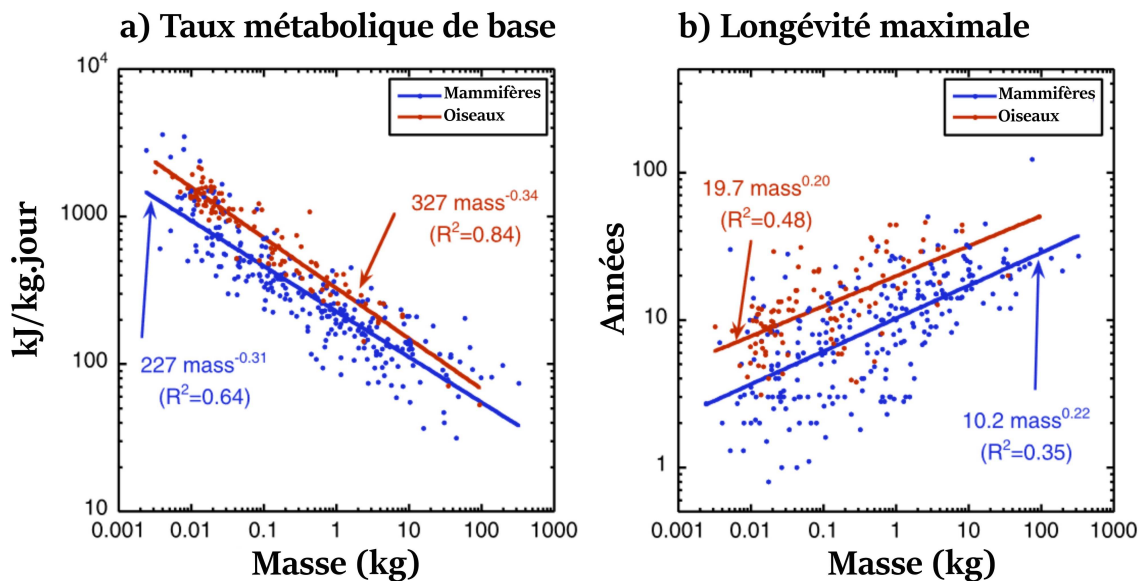 a) Taux métabolique de base
kJ/kg.jour
10^4
1000
100
10
Mammifères
Oiseaux
327 mass^-0.34
(R^2=0.84)
227 mass^-0.31
(R^2=0.64)
0.001 0.01 0.1 1 10 100 1000
Masse (kg)
b) Longévité maximale
Années
100
10
1
Mammifères
Oiseaux
19.7 mass^0.20
(R^2=0.48)
10.2 mass^0.22
(R^2=0.35)
0.001 0.01 0.1 1 10 100 1000
Masse (kg)